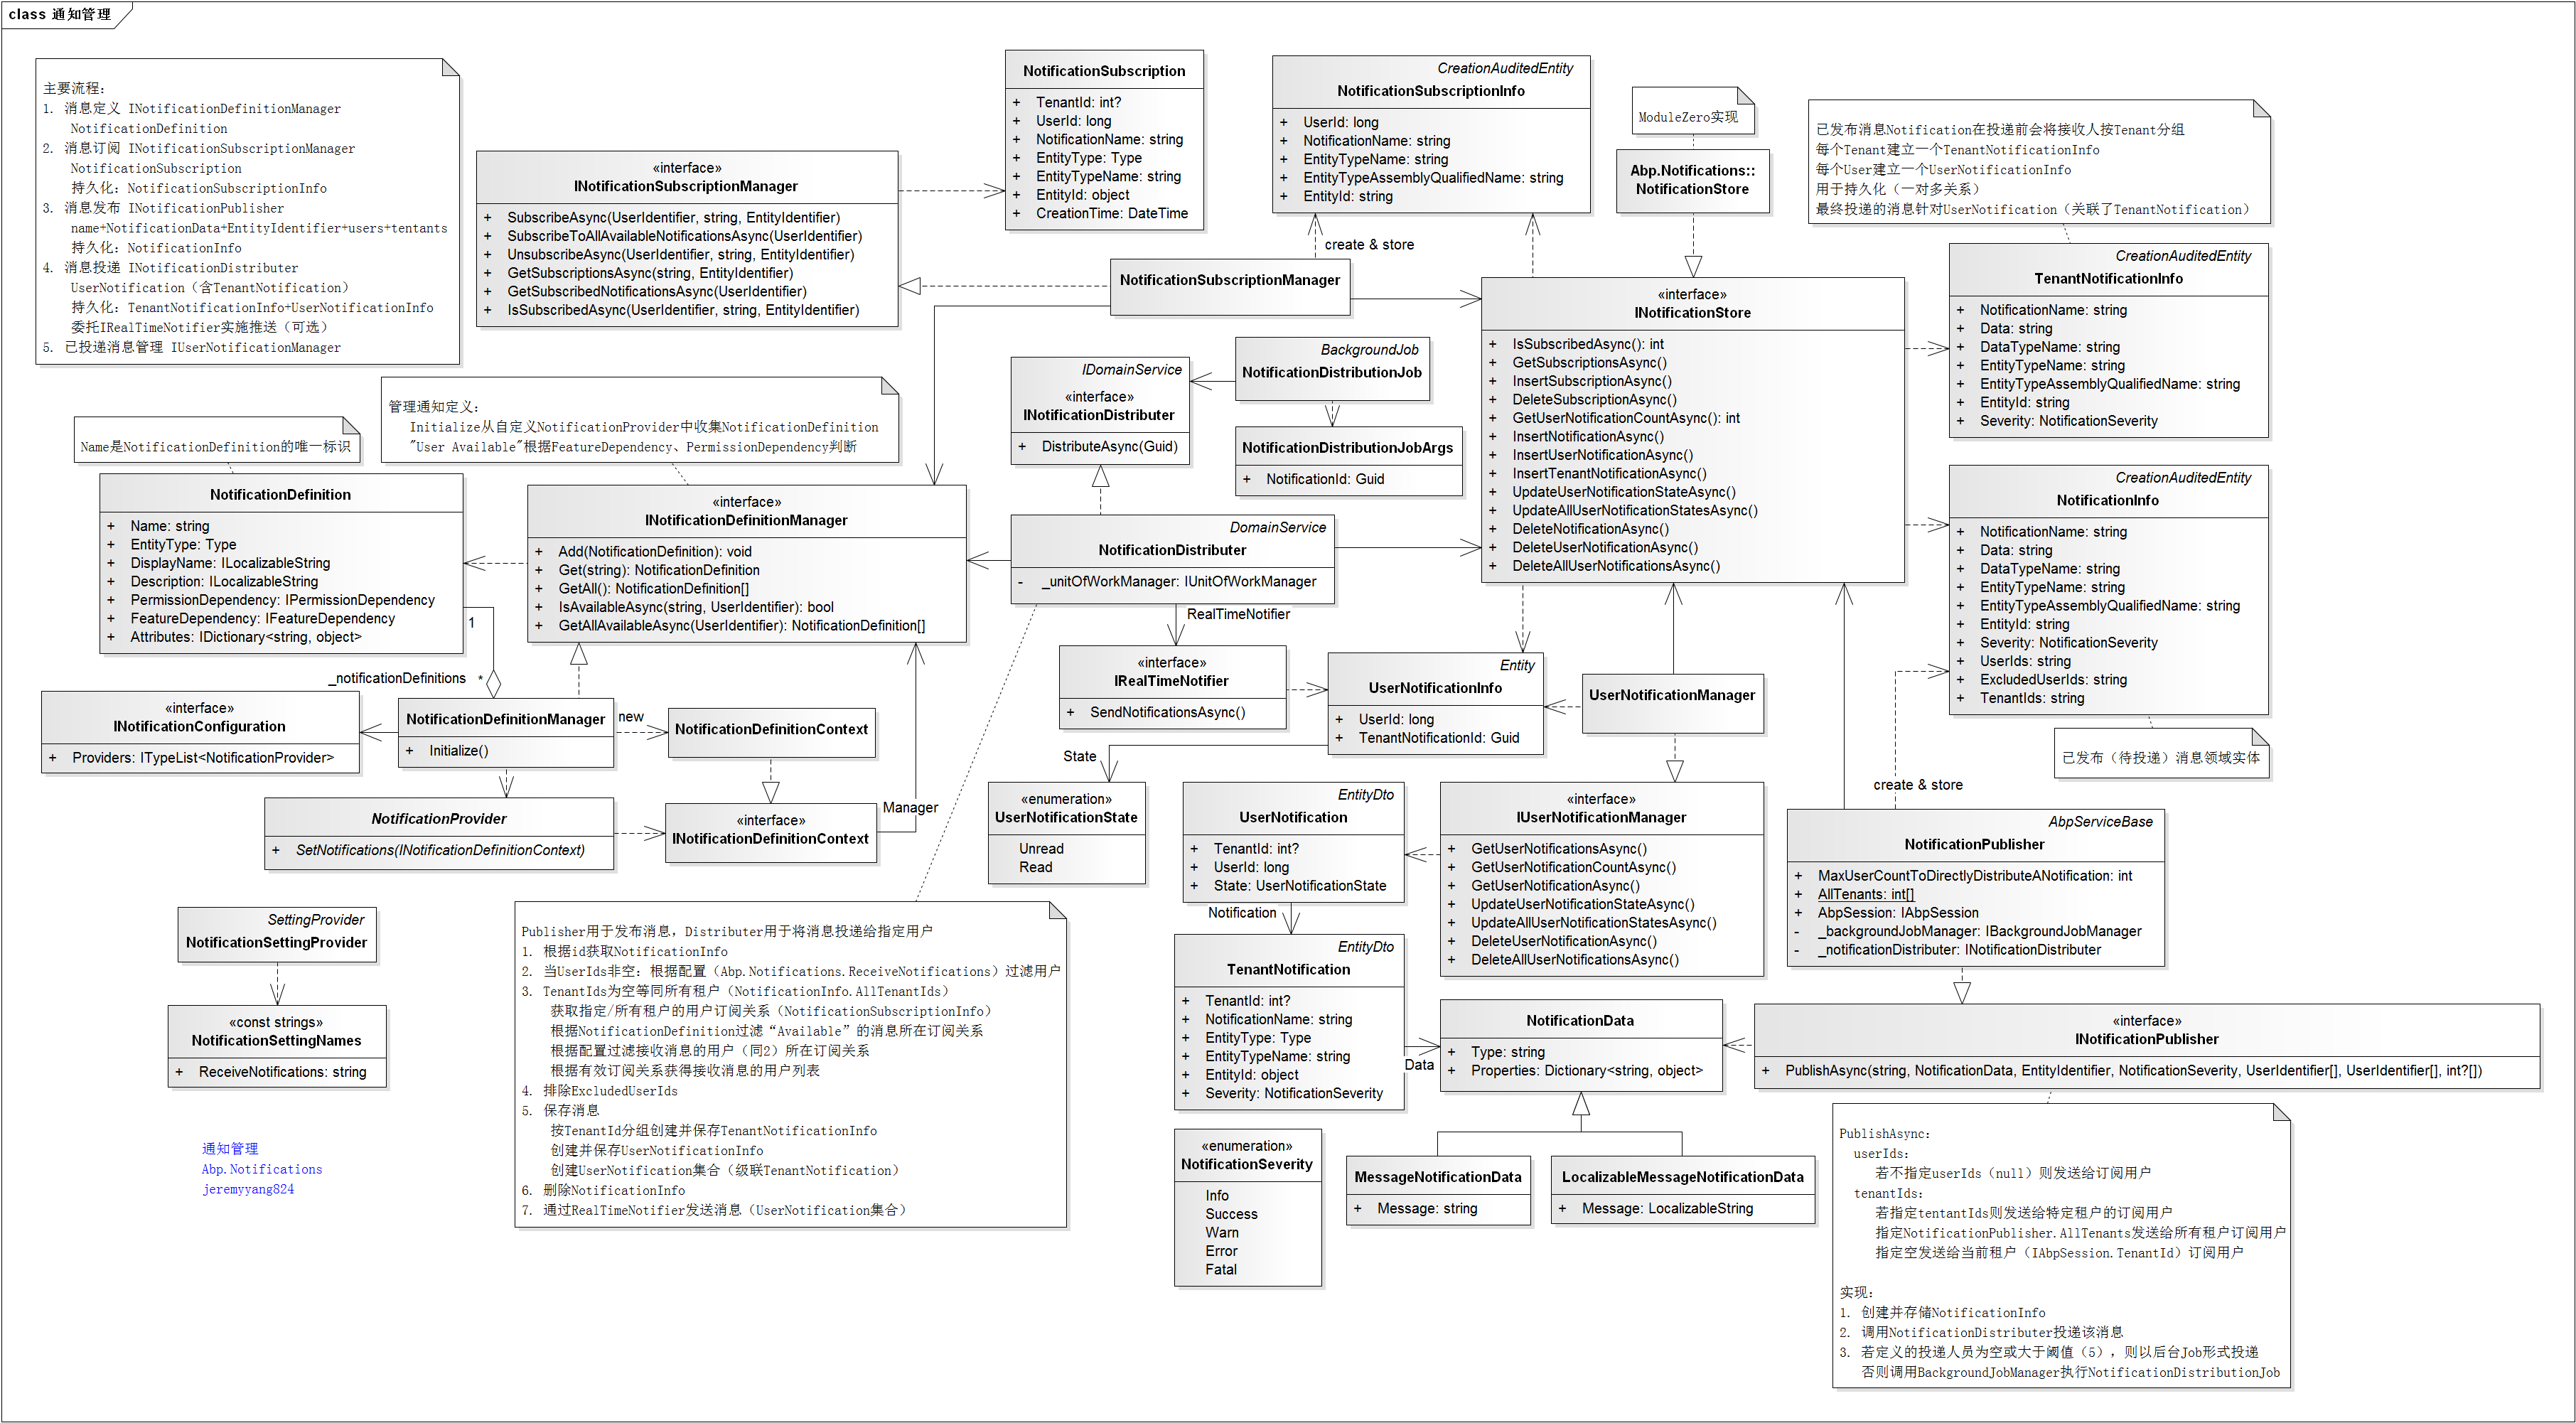 class 通知管理
主要流程：
1. 消息定义 INotificationDefinitionManager
NotificationDefinition
2. 消息订阅 INotificationSubscriptionManager
NotificationSubscription
持久化：NotificationSubscriptionInfo
3. 消息发布 INotificationPublisher
name+NotificationData+EntityIdentifier+users+tentants
持久化：NotificationInfo
4. 消息投递 INotificationDistributer
UserNotification（含TenantNotification）
持久化：TenantNotificationInfo+UserNotificationInfo
委托IRealTimeNotifier实施推送（可选）
5. 已投递消息管理 IUserNotificationManager
«interface»
INotificationSubscriptionManager
+ SubscribeAsync(UserIdentifier, string, EntityIdentifier)
+ SubscribeToAllAvailableNotificationsAsync(UserIdentifier)
+ UnsubscribeAsync(UserIdentifier, string, EntityIdentifier)
+ GetSubscriptionsAsync(string, EntityIdentifier)
+ GetSubscribedNotificationsAsync(UserIdentifier)
+ IsSubscribedAsync(UserIdentifier, string, EntityIdentifier)
NotificationSubscription
+ TenantId: int?
+ UserId: long
+ NotificationName: string
+ EntityType: Type
+ EntityTypeName: string
+ EntityId: object
+ CreationTime: DateTime
CreationAuditedEntity
NotificationSubscriptionInfo
+ UserId: long
+ NotificationName: string
+ EntityTypeName: string
+ EntityTypeAssemblyQualifiedName: string
+ EntityId: string
create & store
NotificationSubscriptionManager
ModuleZero实现
Abp.Notifications::
NotificationStore
已发布消息Notification在投递前会将接收人按Tenant分组
每个Tenant建立一个TenantNotificationInfo
每个User建立一个UserNotificationInfo
用于持久化（一对多关系）
最终投递的消息针对UserNotification（关联了TenantNotification）
CreationAuditedEntity
TenantNotificationInfo
+ NotificationName: string
+ Data: string
+ DataTypeName: string
+ EntityTypeName: string
+ EntityTypeAssemblyQualifiedName: string
+ EntityId: string
+ Severity: NotificationSeverity
«interface»
INotificationStore
+ IsSubscribedAsync(): int
+ GetSubscriptionsAsync()
+ InsertSubscriptionAsync()
+ DeleteSubscriptionAsync()
+ GetUserNotificationCountAsync(): int
+ InsertNotificationAsync()
+ InsertUserNotificationAsync()
+ InsertTenantNotificationAsync()
+ UpdateUserNotificationStateAsync()
+ UpdateAllUserNotificationStatesAsync()
+ DeleteNotificationAsync()
+ DeleteUserNotificationAsync()
+ DeleteAllUserNotificationsAsync()
IDomainService
«interface»
INotificationDistributer
+ DistributeAsync(Guid)
BackgroundJob
NotificationDistributionJob
NotificationDistributionJobArgs
+ NotificationId: Guid
管理通知定义：
Initialize从自定义NotificationProvider中收集NotificationDefinition
"User Available"根据FeatureDependency、PermissionDependency判断
Name是NotificationDefinition的唯一标识
NotificationDefinition
+ Name: string
+ EntityType: Type
+ DisplayName: ILocalizableString
+ Description: ILocalizableString
+ PermissionDependency: IPermissionDependency
+ FeatureDependency: IFeatureDependency
+ Attributes: IDictionary<string, object>
«interface»
INotificationDefinitionManager
+ Add(NotificationDefinition): void
+ Get(string): NotificationDefinition
+ GetAll(): NotificationDefinition[]
+ IsAvailableAsync(string, UserIdentifier): bool
+ GetAllAvailableAsync(UserIdentifier): NotificationDefinition[]
DomainService
NotificationDistributer
- _unitOfWorkManager: IUnitOfWorkManager
RealTimeNotifier
CreationAuditedEntity
NotificationInfo
+ NotificationName: string
+ Data: string
+ DataTypeName: string
+ EntityTypeName: string
+ EntityTypeAssemblyQualifiedName: string
+ EntityId: string
+ Severity: NotificationSeverity
+ UserIds: string
+ ExcludedUserIds: string
+ TenantIds: string
已发布（待投递）消息领域实体
1
_notificationDefinitions *
«interface»
INotificationConfiguration
+ Providers: ITypeList<NotificationProvider>
NotificationDefinitionManager
+ Initialize()
new
NotificationDefinitionContext
«interface»
IRealTimeNotifier
+ SendNotificationsAsync()
Entity
UserNotificationInfo
+ UserId: long
+ TenantNotificationId: Guid
UserNotificationManager
State
NotificationProvider
+ SetNotifications(INotificationDefinitionContext)
«interface»
INotificationDefinitionContext
Manager
«enumeration»
UserNotificationState
Unread
Read
EntityDto
UserNotification
+ TenantId: int?
+ UserId: long
+ State: UserNotificationState
Notification
«interface»
IUserNotificationManager
+ GetUserNotificationsAsync()
+ GetUserNotificationCountAsync()
+ GetUserNotificationAsync()
+ UpdateUserNotificationStateAsync()
+ UpdateAllUserNotificationStatesAsync()
+ DeleteUserNotificationAsync()
+ DeleteAllUserNotificationsAsync()
create & store
AbpServiceBase
NotificationPublisher
+ MaxUserCountToDirectlyDistributeANotification: int
+ AllTenants: int[]
+ AbpSession: IAbpSession
- _backgroundJobManager: IBackgroundJobManager
- _notificationDistributer: INotificationDistributer
SettingProvider
NotificationSettingProvider
«const strings»
NotificationSettingNames
+ ReceiveNotifications: string
通知管理
Abp.Notifications
jeremyyang824
Publisher用于发布消息，Distributer用于将消息投递给指定用户
1. 根据id获取NotificationInfo
2. 当UserIds非空：根据配置（Abp.Notifications.ReceiveNotifications）过滤用户
3. TenantIds为空等同所有租户（NotificationInfo.AllTenantIds）
获取指定/所有租户的用户订阅关系（NotificationSubscriptionInfo）
根据NotificationDefinition过滤“Available”的消息所在订阅关系
根据配置过滤接收消息的用户（同2）所在订阅关系
根据有效订阅关系获得接收消息的用户列表
4. 排除ExcludedUserIds
5. 保存消息
按TenantId分组创建并保存TenantNotificationInfo
创建并保存UserNotificationInfo
创建UserNotification集合（级联TenantNotification）
6. 删除NotificationInfo
7. 通过RealTimeNotifier发送消息（UserNotification集合）
EntityDto
TenantNotification
+ TenantId: int?
+ NotificationName: string
+ EntityType: Type
+ EntityTypeName: string
+ EntityId: object
+ Severity: NotificationSeverity
Data
NotificationData
+ Type: string
+ Properties: Dictionary<string, object>
«interface»
INotificationPublisher
+ PublishAsync(string, NotificationData, EntityIdentifier, NotificationSeverity, UserIdentifier[], UserIdentifier[], int?[])
«enumeration»
NotificationSeverity
Info
Success
Warn
Error
Fatal
MessageNotificationData
+ Message: string
LocalizableMessageNotificationData
+ Message: LocalizableString
PublishAsync：
userIds：
若不指定userIds（null）则发送给订阅用户
tenantIds：
若指定tentantIds则发送给特定租户的订阅用户
指定NotificationPublisher.AllTenants发送给所有租户订阅用户
指定空发送给当前租户（IAbpSession.TenantId）订阅用户
实现：
1. 创建并存储NotificationInfo
2. 调用NotificationDistributer投递该消息
3. 若定义的投递人员为空或大于阈值（5），则以后台Job形式投递
否则调用BackgroundJobManager执行NotificationDistributionJob